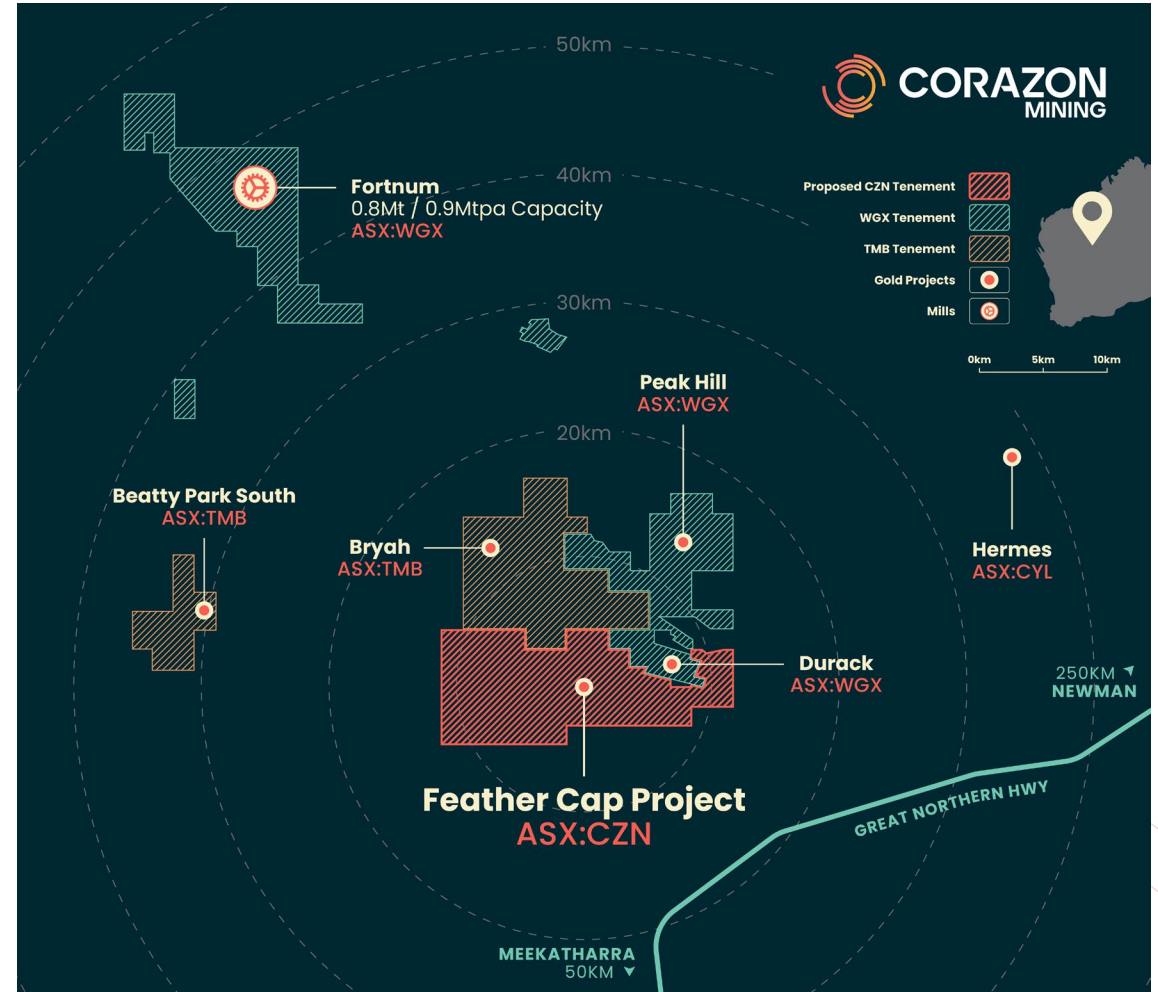 50km
CORAZON
MINING
40km
Fortnum
0.8Mt / 0.9Mtpa Capacity
ASX:WGX
Proposed CZN Tenement
WGX Tenement
TMB Tenement
Gold Projects
Mills
0km 5km 10km
30km
Peak Hill
ASX:WGX
20km
Beatty Park South
ASX:TMB
Bryah
ASX:TMB
Hermes
ASX:CYL
Durack
ASX:WGX
250KM
NEWMAN
Feather Cap Project
ASX:CZN
GREAT NORTHERN HWY
MEEKATHARRA
50KM